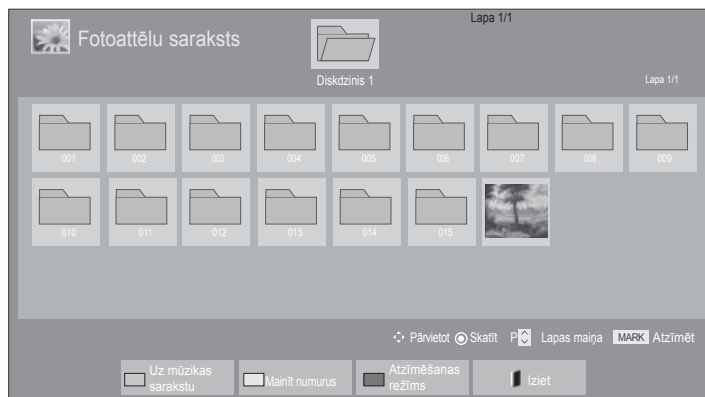 Lapa 1/1
Fotoattēlu saraksts
Diskdzinis 1
Lapa 1/1
001 002 003 004 005 006 007 008 009
010 011 012 013 014 015
Pārvietot Skatīt P Lapas maiņa MARK Atzīmēt
Uz mūzikas
sarakstu
Mainīt numurus
Atzīmēšanas
režīms
Iziet